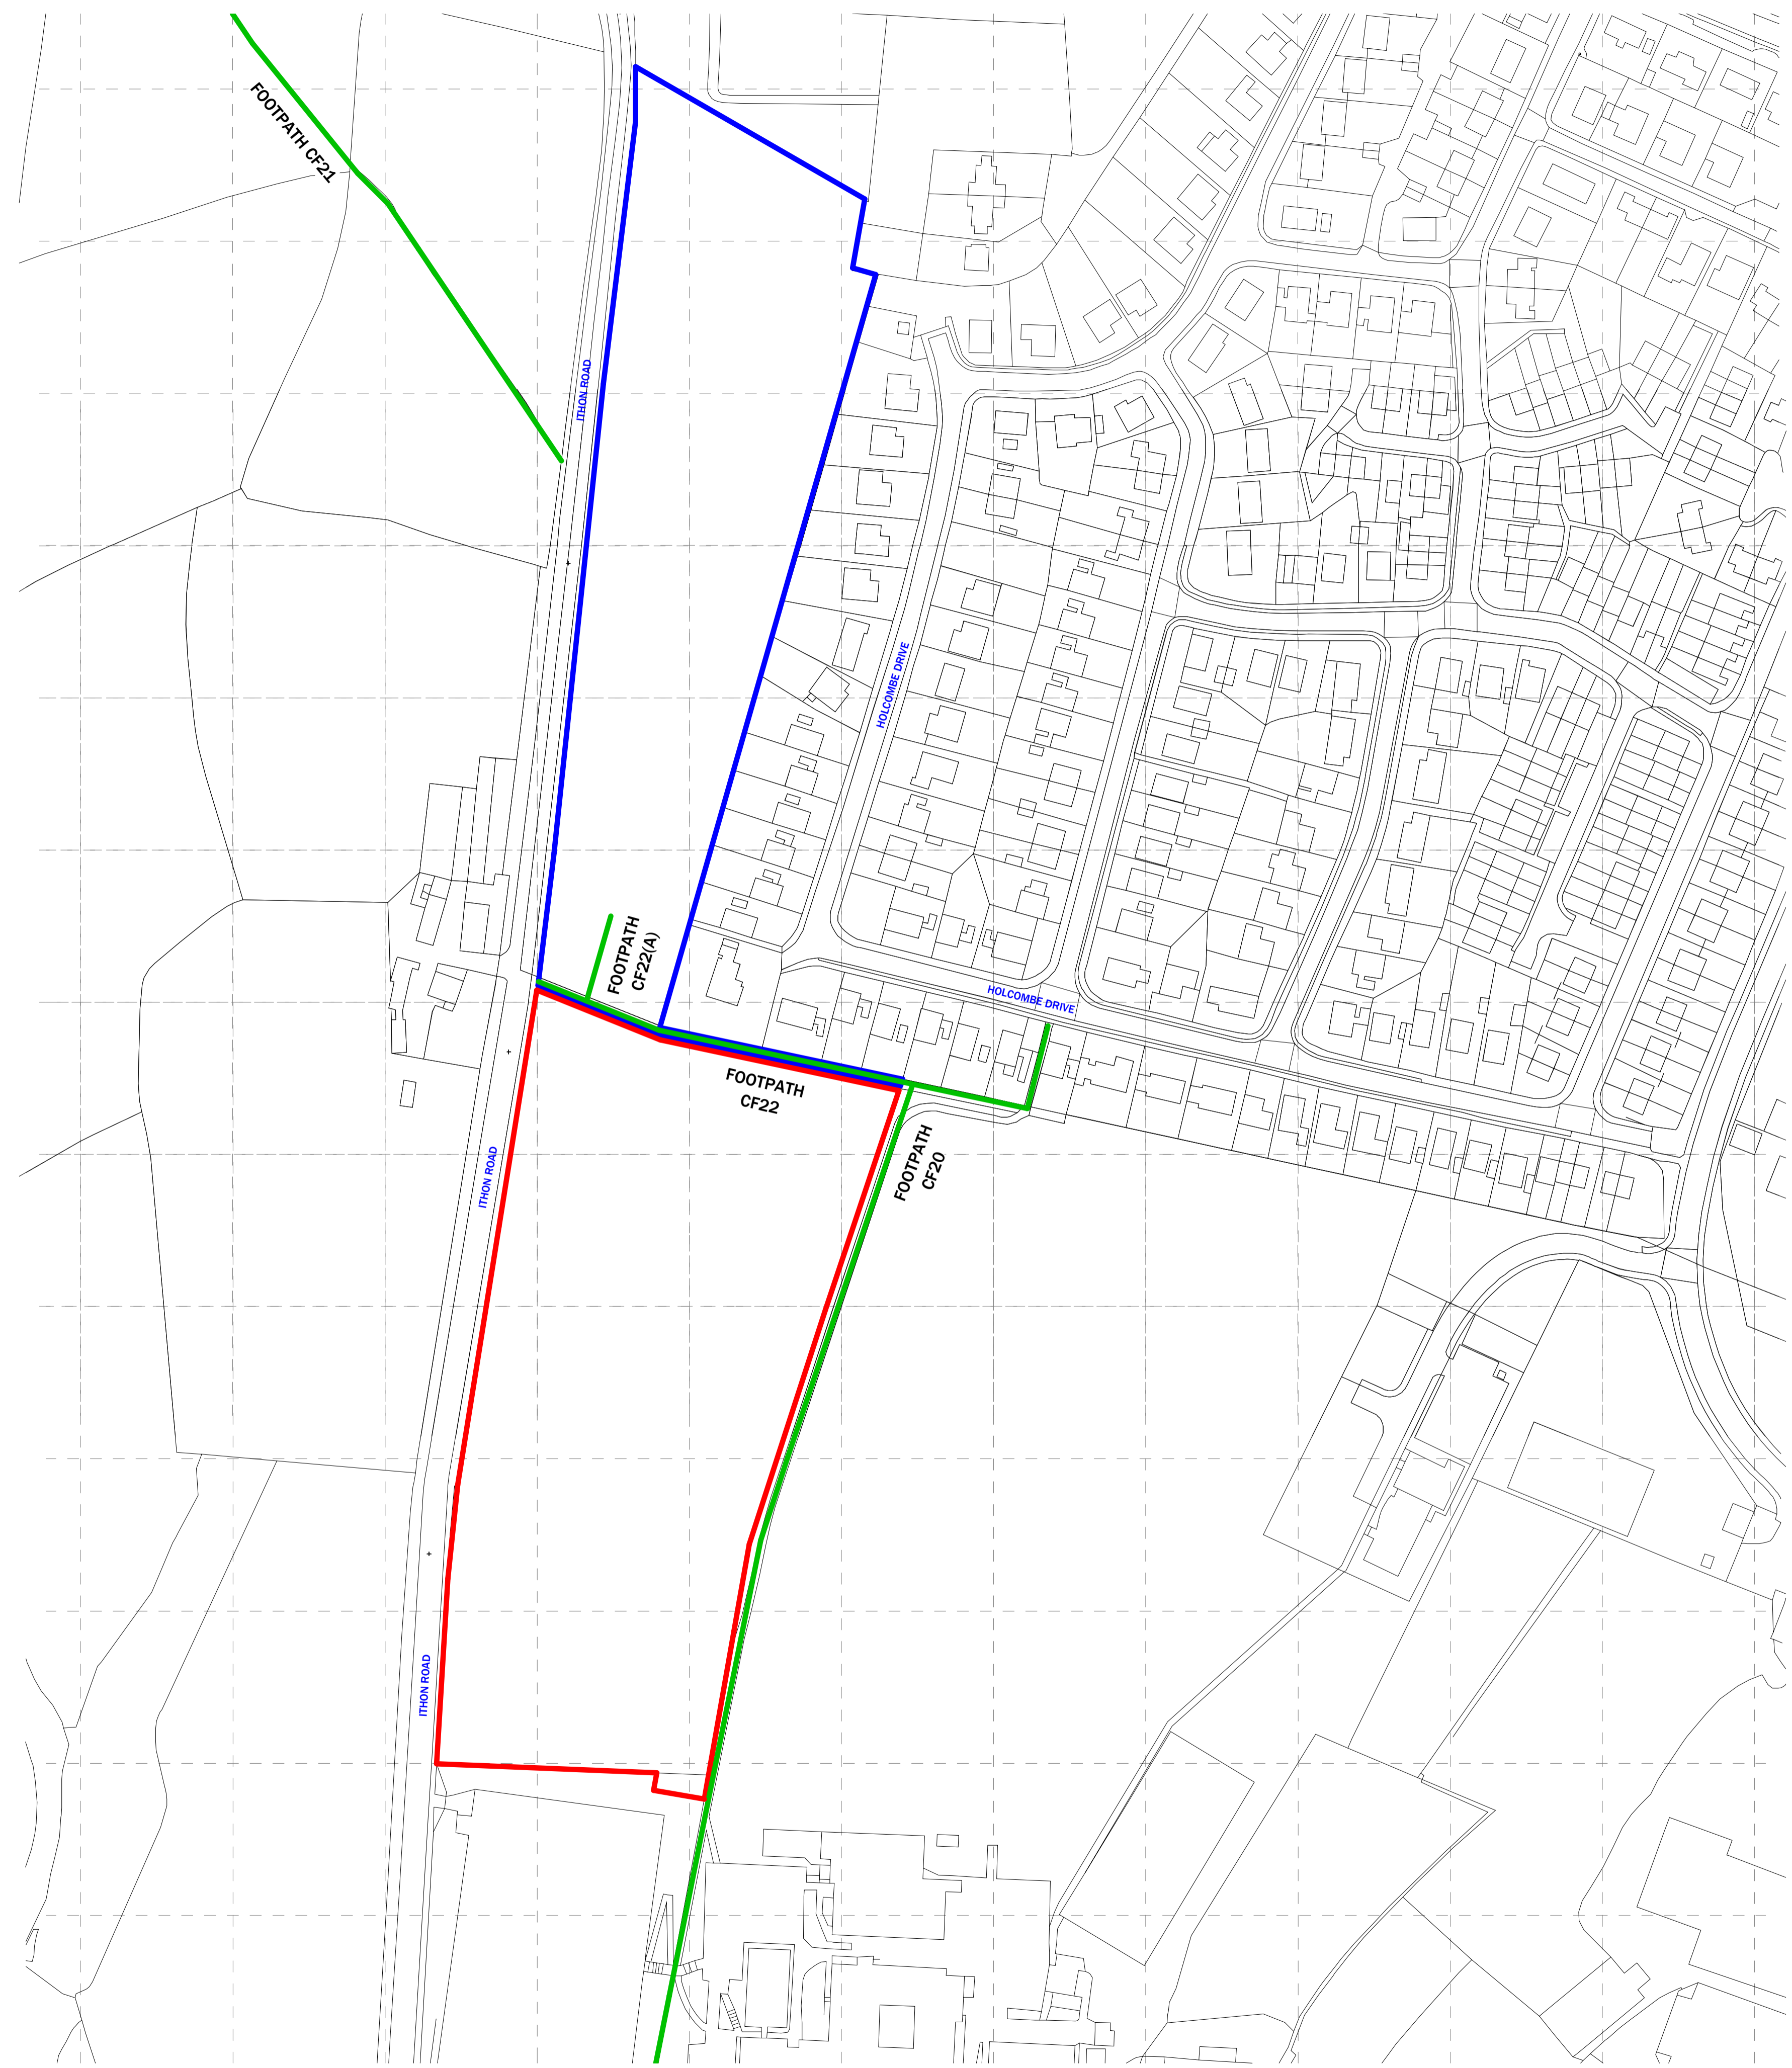 FOOTPATH CF21
ITHON ROAD
HOLCOMBE DRIVE
FOOTPATH
CF22(A)
HOLCOMBE DRIVE
FOOTPATH
CF22
FOOTPATH
CF20
ITHON ROAD
ITHON ROAD